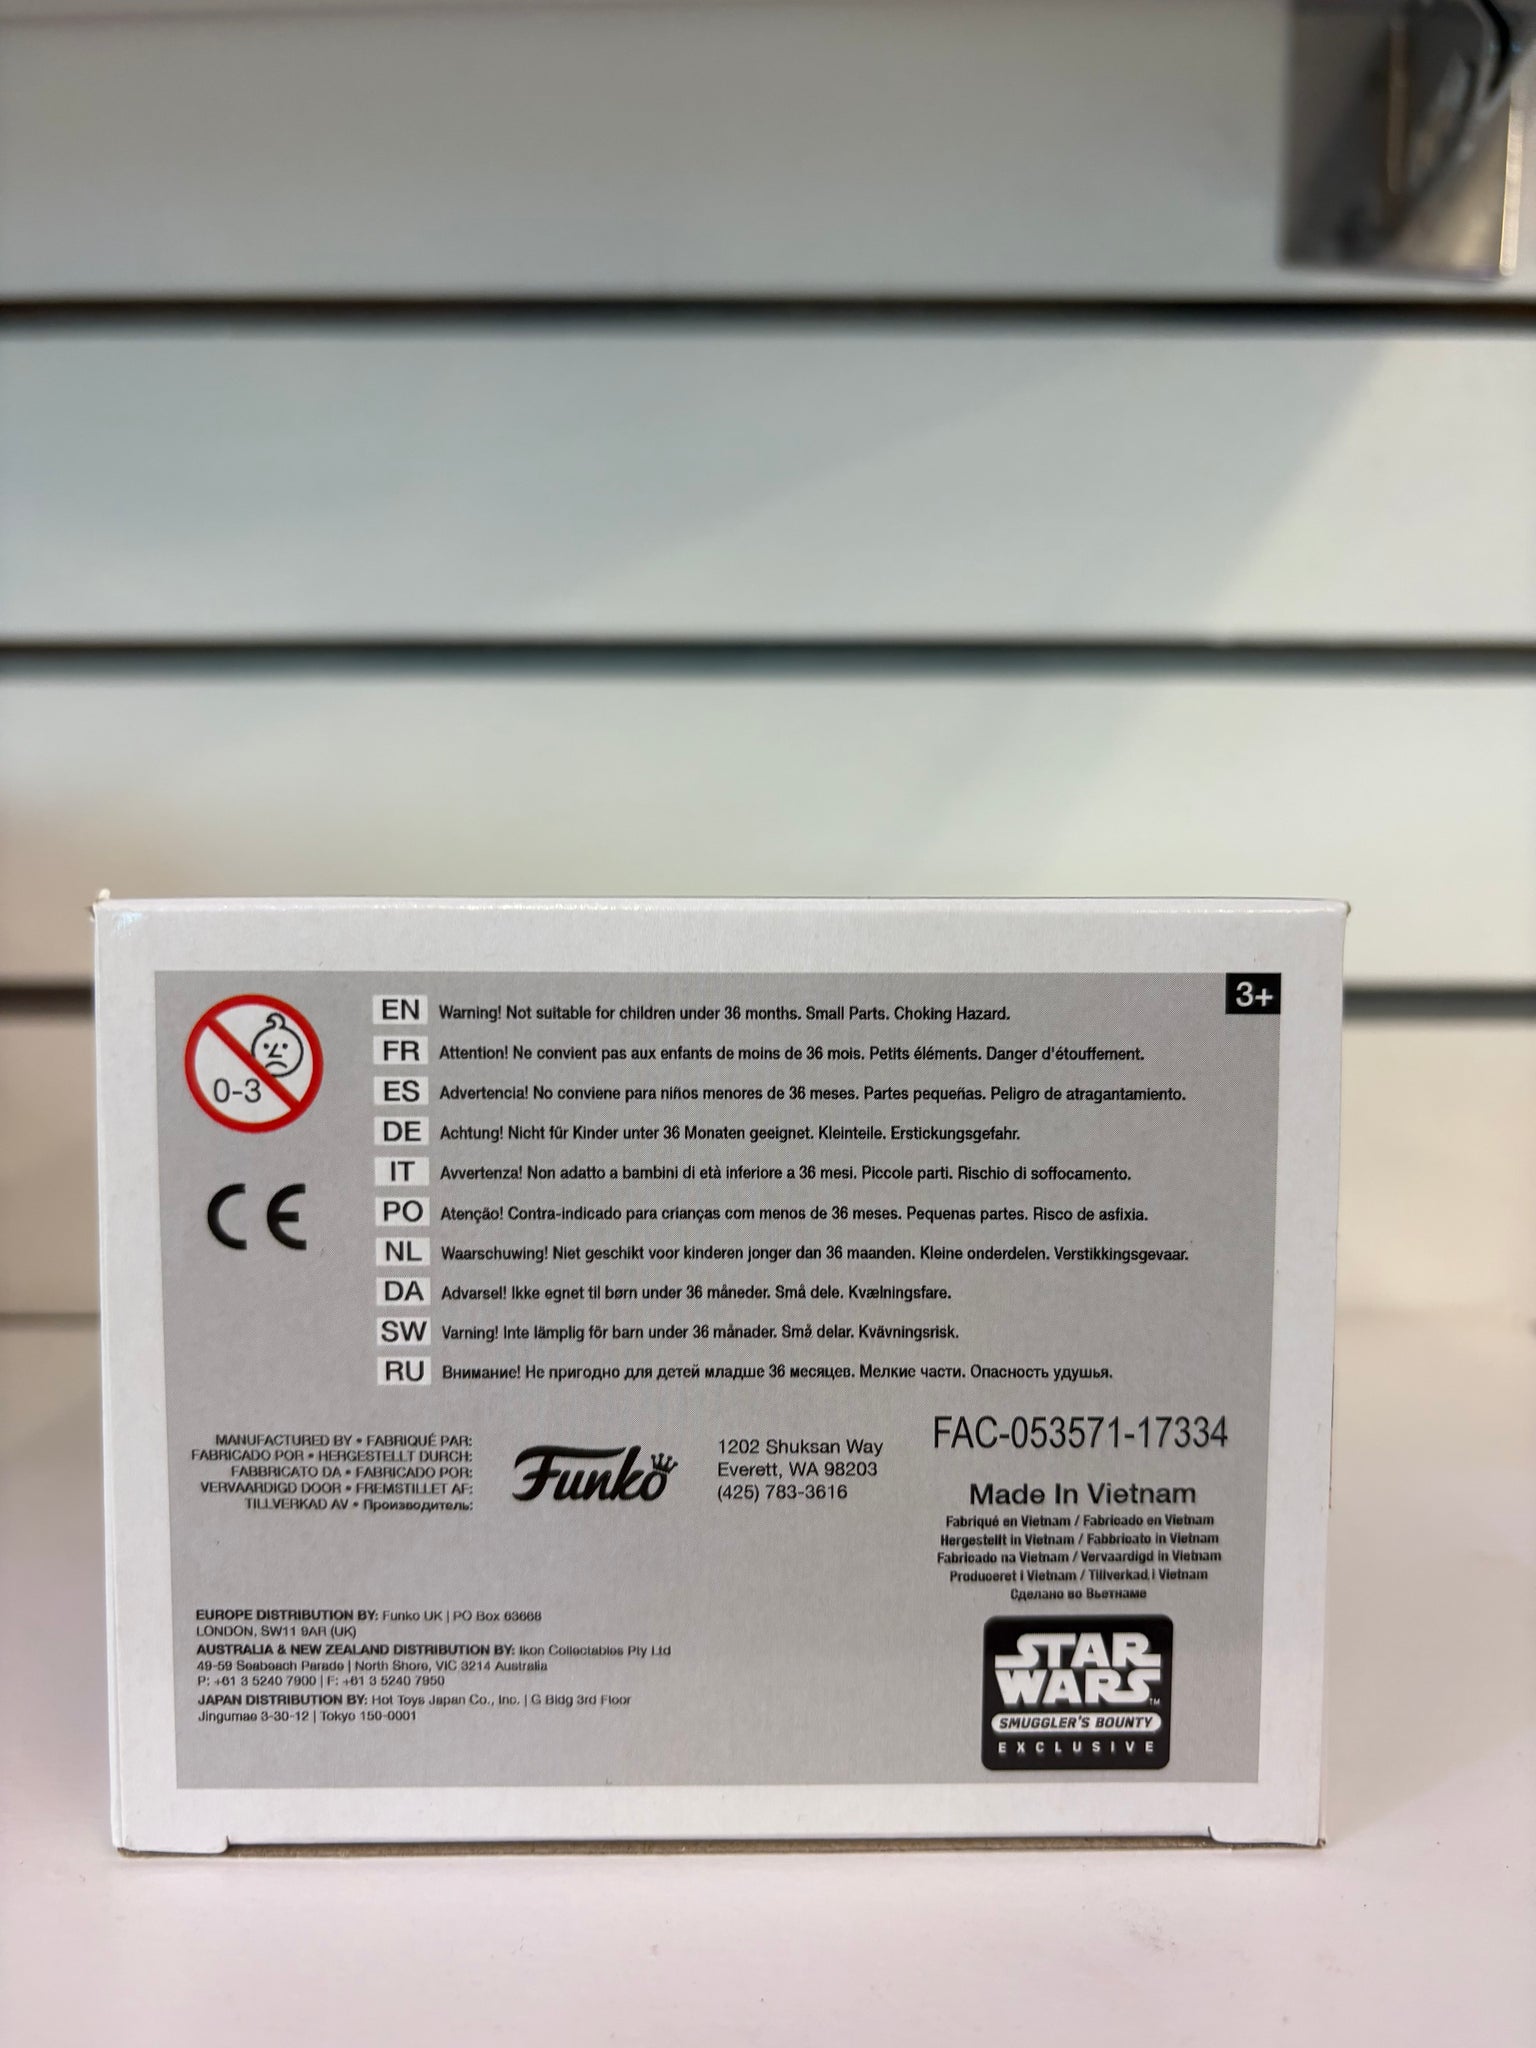 3+
0-3
CE
EN Warning! Not suitable for children under 36 months. Small Parts. Choking Hazard.
FR Attention! Ne convient pas aux enfants de moins de 36 mois. Petits éléments. Danger d'étouffement.
ES Advertencia! No conviene para niños menores de 36 meses. Partes pequeñas. Peligro de atragantamiento.
DE Achtung! Nicht für Kinder unter 36 Monaten geeignet. Kleinteile. Erstickungsgefahr.
IT Avvertenza! Non adatto a bambini di età inferiore a 36 mesi. Piccole parti. Rischio di soffocamento.
PO Atenção! Contra-indicado para crianças com menos de 36 meses. Pequenas partes. Risco de asfixia.
NL Waarschuwing! Niet geschikt voor kinderen jonger dan 36 maanden. Kleine onderdelen. Verstikkingsgevaar.
DA Advarsel! Ikke egnet til børn under 36 måneder. Små dele. Kvælningsfare.
SW Varning! Inte lämplig för barn under 36 månader. Små delar. Kvävningsrisk.
RU Внимание! Не пригодно для детей младше 36 месяцев. Мелкие части. Опасность удушья.
MANUFACTURED BY • FABRIQUÉ PAR:
FABRICADO POR • HERGESTELLT DURCH:
FABBRICATO DA • FABRICADO POR:
VERVAARDIGD DOOR • FREMSTILLET AF:
TILLVERKAD AV • Производитель:
Funko
1202 Shuksan Way
Everett, WA 98203
(425) 783-3616
FAC-053571-17334
Made In Vietnam
Fabriqué en Vietnam / Fabricado en Vietnam
Hergestellt in Vietnam / Fabbricato in Vietnam
Fabricado na Vietnam / Vervaardigd in Vietnam
Produceret i Vietnam / Tillverkad i Vietnam
Сделано во Вьетнаме
EUROPE DISTRIBUTION BY: Funko UK | PO Box 63668
LONDON, SW11 9AR (UK)
AUSTRALIA & NEW ZEALAND DISTRIBUTION BY: Ikon Collectables Pty Ltd
49-59 Seabeach Parade | North Shore, VIC 3214 Australia
P: +61 3 5240 7900 | F: +61 3 5240 7950
JAPAN DISTRIBUTION BY: Hot Toys Japan Co., Inc. | G Bldg 3rd Floor
Jingumae 3-30-12 | Tokyo 150-0001
STAR
WARS™
SMUGGLER'S BOUNTY
EXCLUSIVE